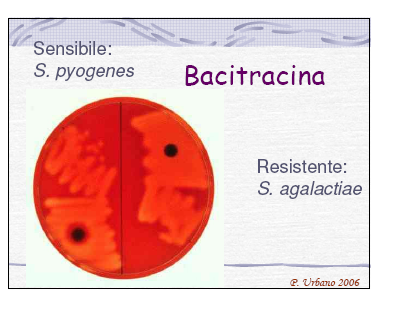 Sensibile:
S. pyogenes
Bacitracina
Resistente:
S. agalactiae
P. Urbano 2006